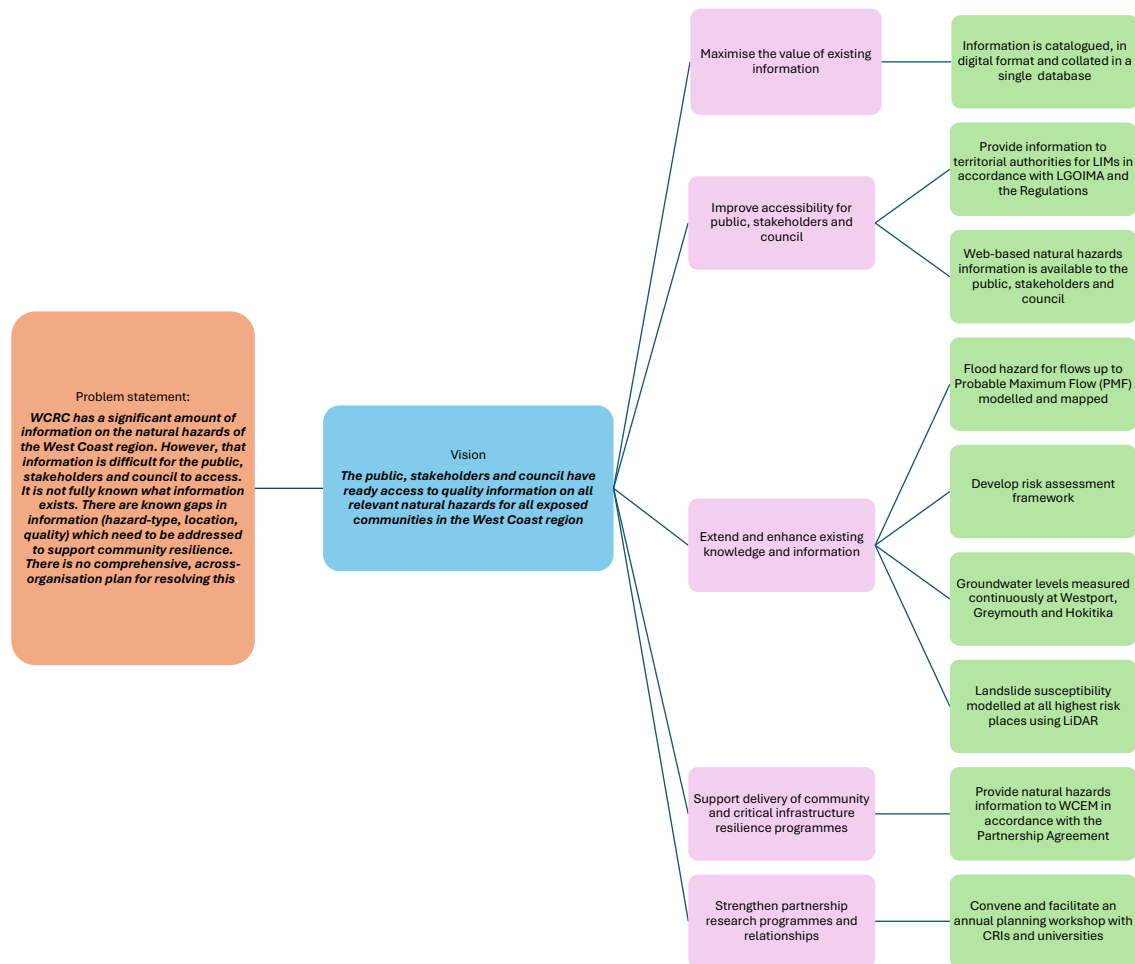 Problem statement:
WCRC has a significant amount of
information on the natural hazards of
the West Coast region. However, that
information is difficult for the public,
stakeholders and council to access.
It is not fully known what information
exists. There are known gaps in
information (hazard-type, location,
quality) which need to be addressed
to support community resilience.
There is no comprehensive, across-
organisation plan for resolving this
Vision
The public, stakeholders and council have
ready access to quality information on all
relevant natural hazards for all exposed
communities in the West Coast region
Maximise the value of existing
information
Information is catalogued, in
digital format and collated in a
single database
Improve accessibility for
public, stakeholders and
council
Provide information to
territorial authorities for LIMs in
accordance with LGOIMA and
the Regulations
Web-based natural hazards
information is available to the
public, stakeholders and
council
Extend and enhance existing
knowledge and information
Flood hazard for flows up to
Probable Maximum Flow (PMF)
modelled and mapped
Develop risk assessment
framework
Groundwater levels measured
continuously at Westport,
Greymouth and Hokitika
Landslide susceptibility
modelled at all highest risk
places using LiDAR
Support delivery of community
and critical infrastructure
resilience programmes
Provide natural hazards
information to WCEM in
accordance with the
Partnership Agreement
Strengthen partnership
research programmes and
relationships
Convene and facilitate an
annual planning workshop with
CRIs and universities